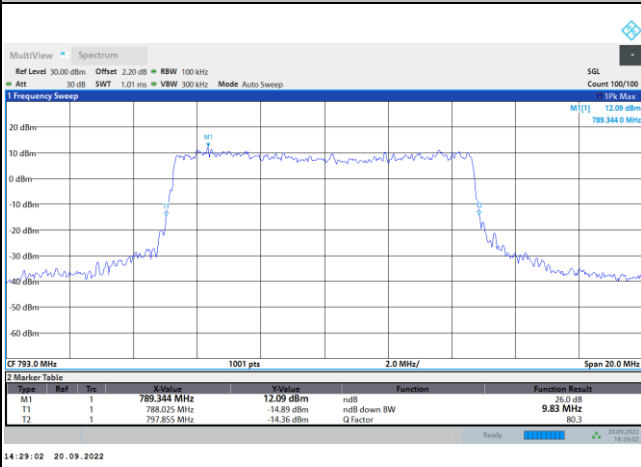 MultiView Spectrum
Ref Level 30.00 dBm Offset 2.20 dB RBW 100 kHz SGL
Att 30 dB SWT 1.01 ms VBW 300 kHz Mode Auto Sweep Count 100/100
1 Frequency Sweep 1Pk Max
M1[1] 12.09 dBm
789.344 0 MHz
20 dBm
M1
10 dBm
0 dBm
-10 dBm
T1
T2
-20 dBm
-30 dBm
-40 dBm
-50 dBm
-60 dBm
CF 793.0 MHz 1001 pts 2.0 MHz/ Span 20.0 MHz
2 Marker Table
Type Ref Trc X-Value Y-Value Function Function Result
M1 1 789.344 MHz 12.09 dBm ndB 26.0 dB
T1 1 788.025 MHz -14.89 dBm ndB down BW 9.83 MHz
T2 1 797.855 MHz -14.36 dBm Q Factor 80.3
Ready 20.09.2022
14:29:02
14:29:02 20.09.2022